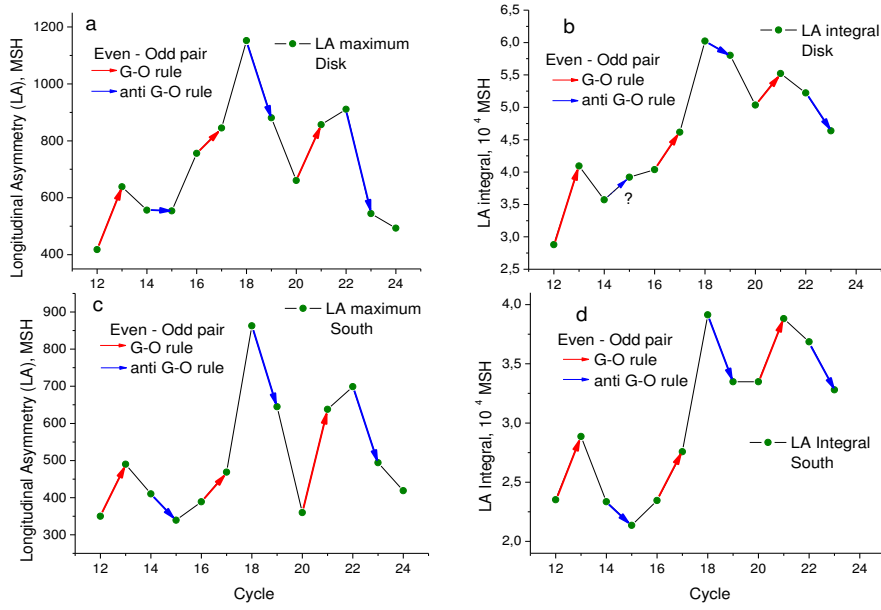 a
Even - Odd pair
G-O rule
anti G-O rule
LA maximum
Disk
Longitudinal Asymmetry (LA), MSH
1200
1000
800
600
400
12 14 16 18 20 22 24
b
Even - Odd pair
G-O rule
anti G-O rule
LA integral
Disk
?
LA integral, 10⁴ MSH
6,5
6,0
5,5
5,0
4,5
4,0
3,5
3,0
2,5
12 14 16 18 20 22 24
c
Even - Odd pair
G-O rule
anti G-O rule
LA maximum
South
Longitudinal Asymmetry (LA), MSH
900
800
700
600
500
400
300
12 14 16 18 20 22 24
Cycle
d
Even - Odd pair
G-O rule
anti G-O rule
LA Integral
South
LA Integral, 10⁴ MSH
4,0
3,5
3,0
2,5
2,0
12 14 16 18 20 22 24
Cycle